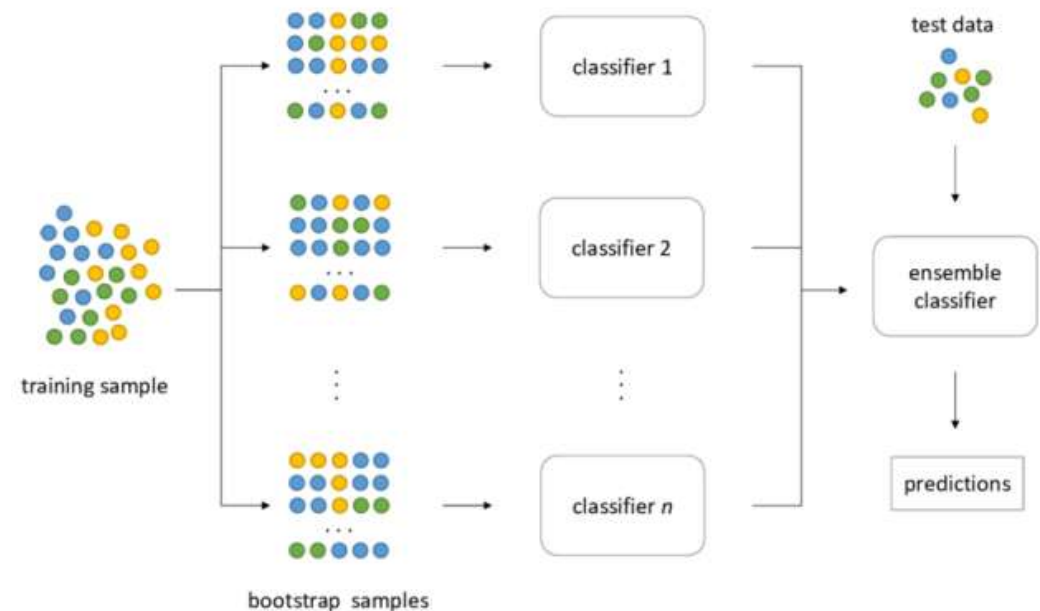 test data
classifier 1
. . .
classifier 2
ensemble
classifier
. . .
training sample
predictions
classifier n
. . .
bootstrap samples